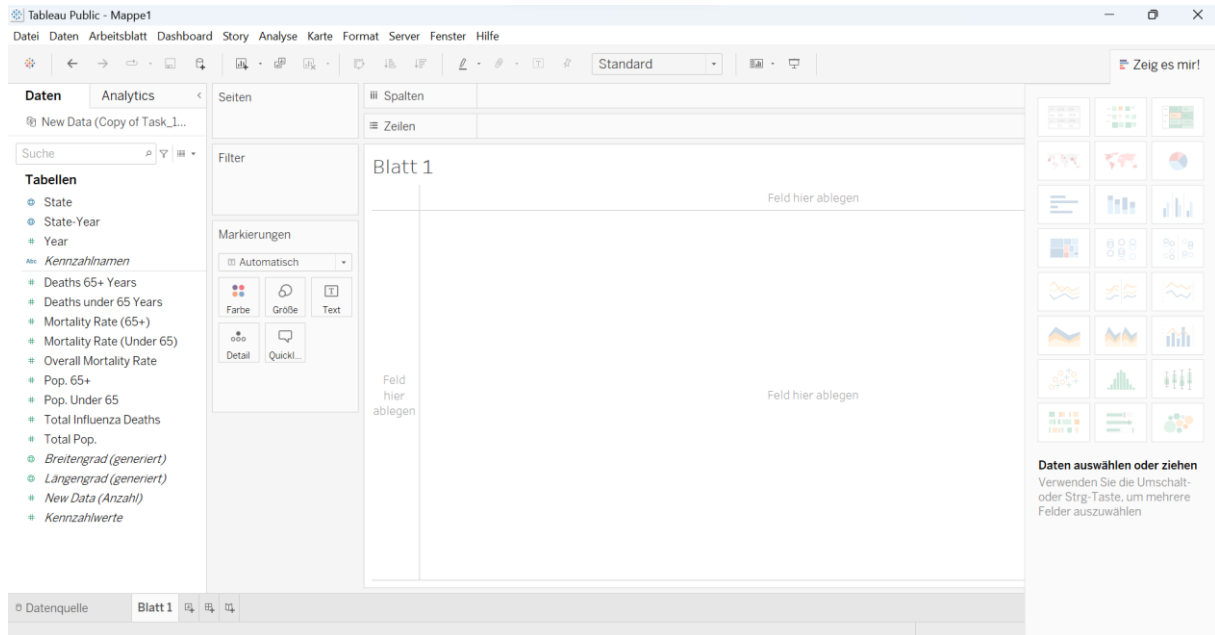 Tableau Public - Mappe1
Datei Daten Arbeitsblatt Dashboard Story Analyse Karte Format Server Fenster Hilfe
Standard
Zeig es mir!
Daten Analytics
New Data (Copy of Task_1...
Suche
Tabellen
State
State-Year
Year
Abc Kennzahlnamen
Deaths 65+ Years
Deaths under 65 Years
Mortality Rate (65+)
Mortality Rate (Under 65)
Overall Mortality Rate
Pop. 65+
Pop. Under 65
Total Influenza Deaths
Total Pop.
Breitengrad (generiert)
Längengrad (generiert)
New Data (Anzahl)
Kennzahlwerte
Seiten
Filter
Markierungen
Automatisch
Farbe Größe Text
Detail Quickl...
Spalten
Zeilen
Blatt 1
Feld hier ablegen
Feld
hier
ablegen
Feld hier ablegen
Daten auswählen oder ziehen
Verwenden Sie die Umschalt-
oder Strg-Taste, um mehrere
Felder auszuwählen
Datenquelle Blatt 1